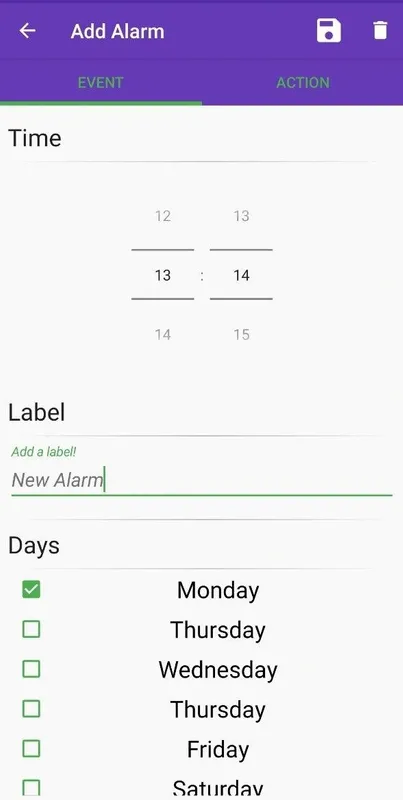 Add Alarm
EVENT ACTION
Time
12 13
13 : 14
14 15
Label
Add a label!
New Alarm
Days
Monday
Thursday
Wednesday
Thursday
Friday
Saturday